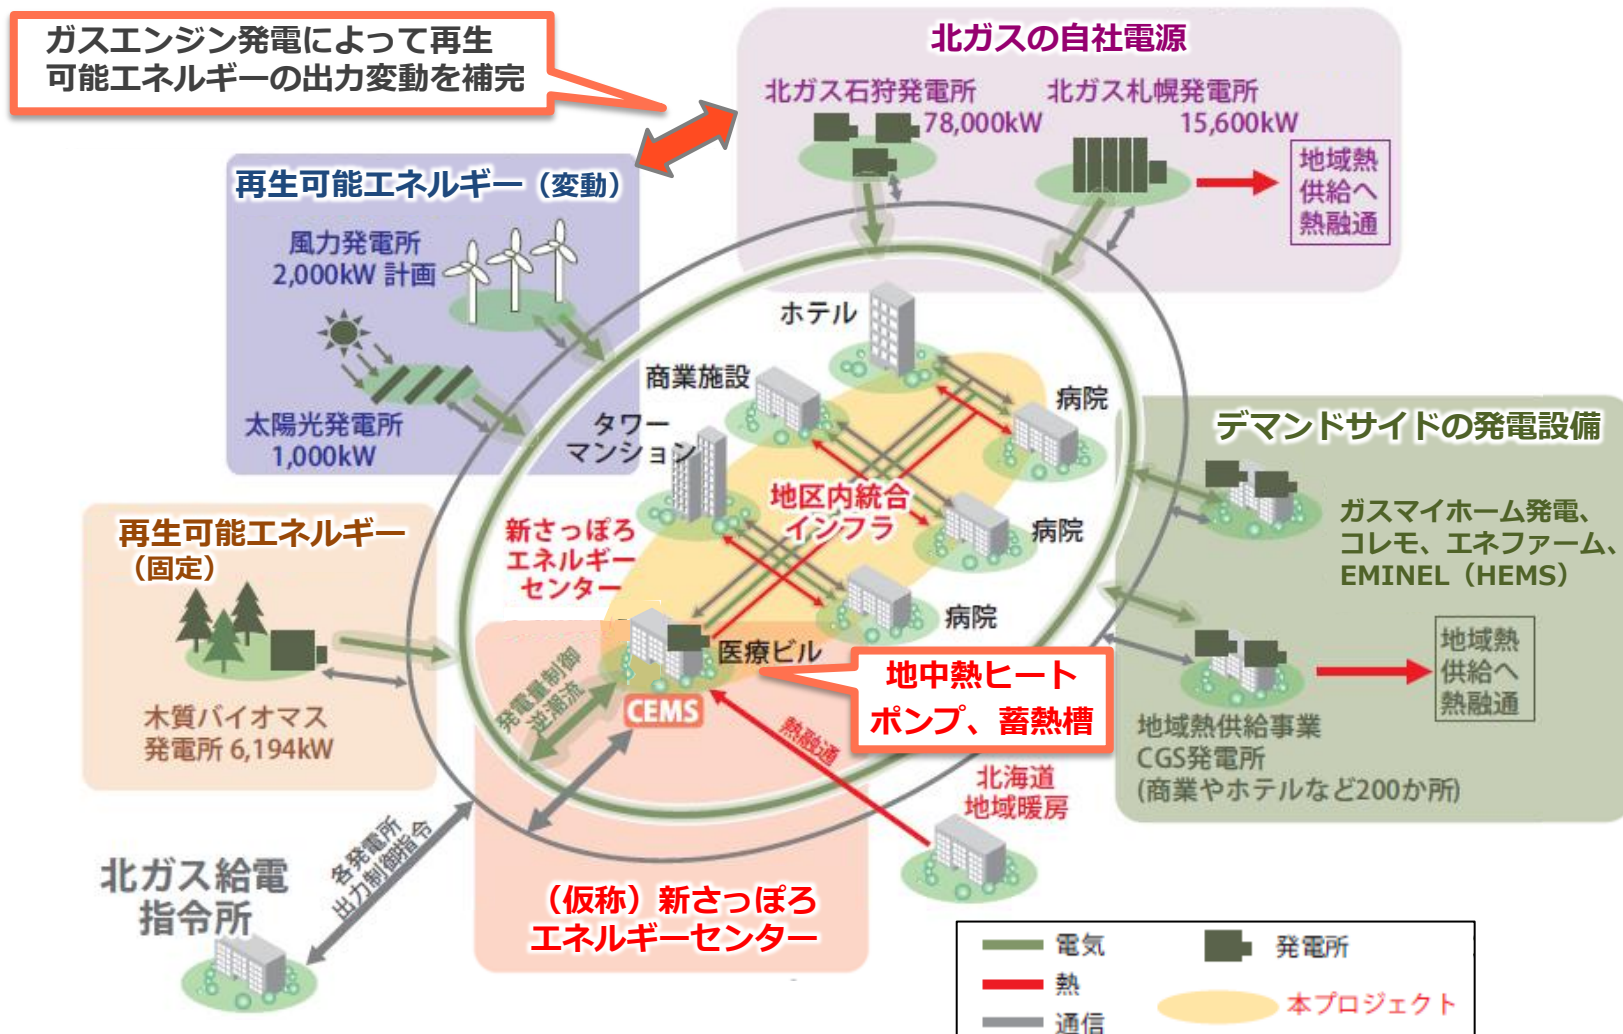 ガスエンジン発電によって再生
可能エネルギーの出力変動を補完
北ガスの自社電源
北ガス石狩発電所
78,000kW
北ガス札幌発電所
15,600kW
地域熱
供給へ
熱融通
再生可能エネルギー（変動）
風力発電所
2,000kW 計画
太陽光発電所
1,000kW
ホテル
商業施設
タワー
マンション
病院
病院
病院
地区内統合
インフラ
新さっぽろ
エネルギー
センター
医療ビル
デマンドサイドの発電設備
ガスマイホーム発電、
コレモ、エネファーム、
EMINEL（HEMS）
地域熱
供給へ
熱融通
地域熱供給事業
CGS発電所
(商業やホテルなど200か所)
再生可能エネルギー
（固定）
木質バイオマス
発電所 6,194kW
発電量制御
逆潮流
CEMS
地中熱ヒート
ポンプ、蓄熱槽
熱融通
北海道
地域暖房
各発電所
出力制御指令
北ガス給電
指令所
（仮称）新さっぽろ
エネルギーセンター
電気
発電所
熱
本プロジェクト
通信